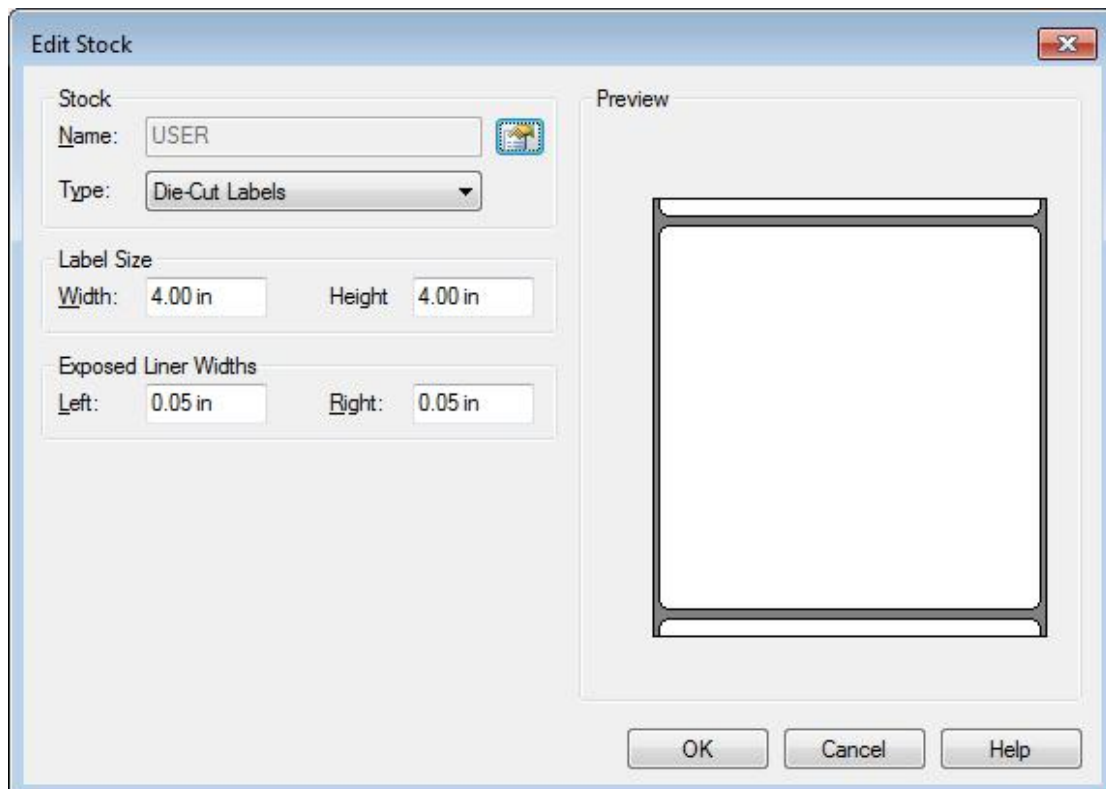 Edit Stock
Stock
Name: USER
Type: Die-Cut Labels
Label Size
Width: 4.00 in Height 4.00 in
Exposed Liner Widths
Left: 0.05 in Right: 0.05 in
Preview
OK Cancel Help